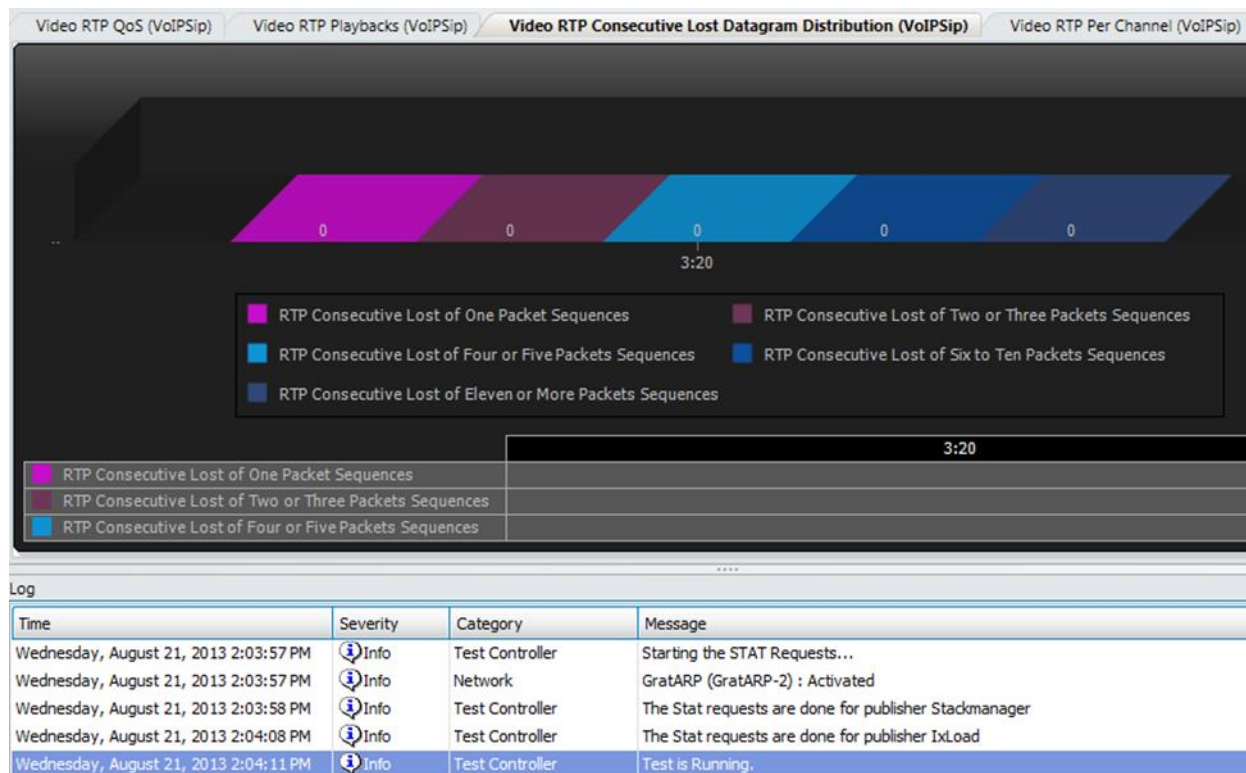 Video RTP QoS (VoIPSip) Video RTP Playbacks (VoIPSip) Video RTP Consecutive Lost Datagram Distribution (VoIPSip) Video RTP Per Channel (VoIPSip)
0 0 0 0 0
..
3:20
RTP Consecutive Lost of One Packet Sequences RTP Consecutive Lost of Two or Three Packets Sequences
RTP Consecutive Lost of Four or Five Packets Sequences RTP Consecutive Lost of Six to Ten Packets Sequences
RTP Consecutive Lost of Eleven or More Packets Sequences
3:20
RTP Consecutive Lost of One Packet Sequences
RTP Consecutive Lost of Two or Three Packets Sequences
RTP Consecutive Lost of Four or Five Packets Sequences
Log
Time Severity Category Message
Wednesday, August 21, 2013 2:03:57 PM Info Test Controller Starting the STAT Requests...
Wednesday, August 21, 2013 2:03:57 PM Info Network GratARP (GratARP-2) : Activated
Wednesday, August 21, 2013 2:03:58 PM Info Test Controller The Stat requests are done for publisher Stackmanager
Wednesday, August 21, 2013 2:04:08 PM Info Test Controller The Stat requests are done for publisher IxLoad
Wednesday, August 21, 2013 2:04:11 PM Info Test Controller Test is Running.